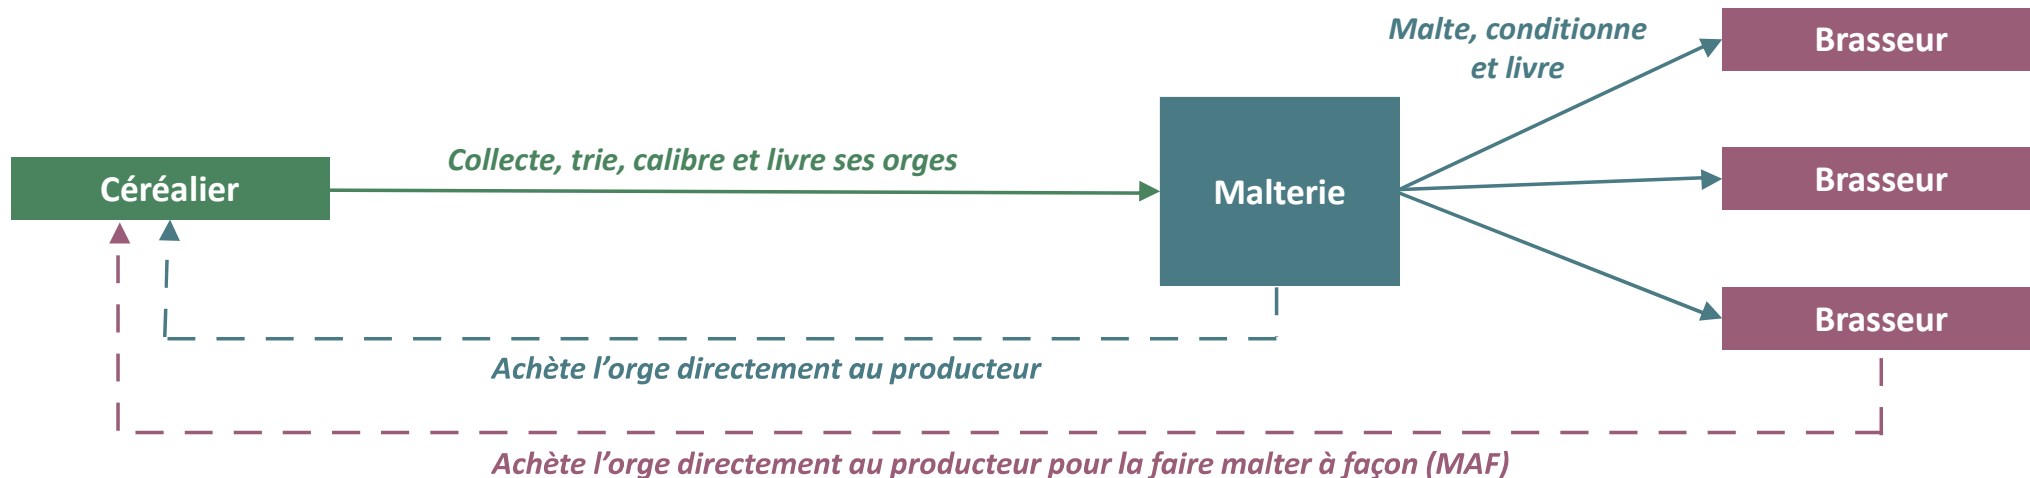 Malte, conditionne
et livre
Brasseur
Collecte, trie, calibre et livre ses orges
Céréalier
Malterie
Brasseur
Brasseur
Achète l’orge directement au producteur
Achète l’orge directement au producteur pour la faire malter à façon (MAF)